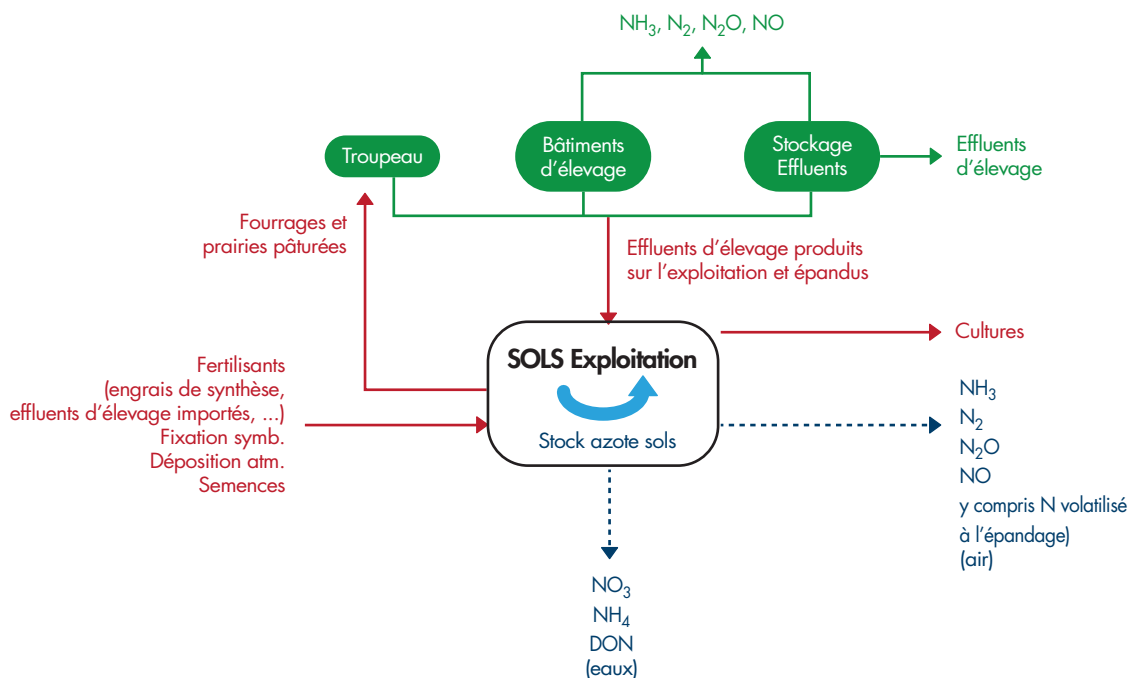 NH3, N2, N2O, NO
Troupeau
Bâtiments
d'élevage
Stockage
Effluents
Effluents
d'élevage
Fourrages et
prairies pâturées
Effluents d'élevage produits
sur l'exploitation et épandus
SOLS Exploitation
Stock azote sols
Cultures
Fertilisants
(engrais de synthèse,
effluents d'élevage importés, ...)
Fixation symb.
Déposition atm.
Semences
NH3
N2
N2O
NO
y compris N volatilisé
à l'épandage)
(air)
NO3
NH4
DON
(eaux)